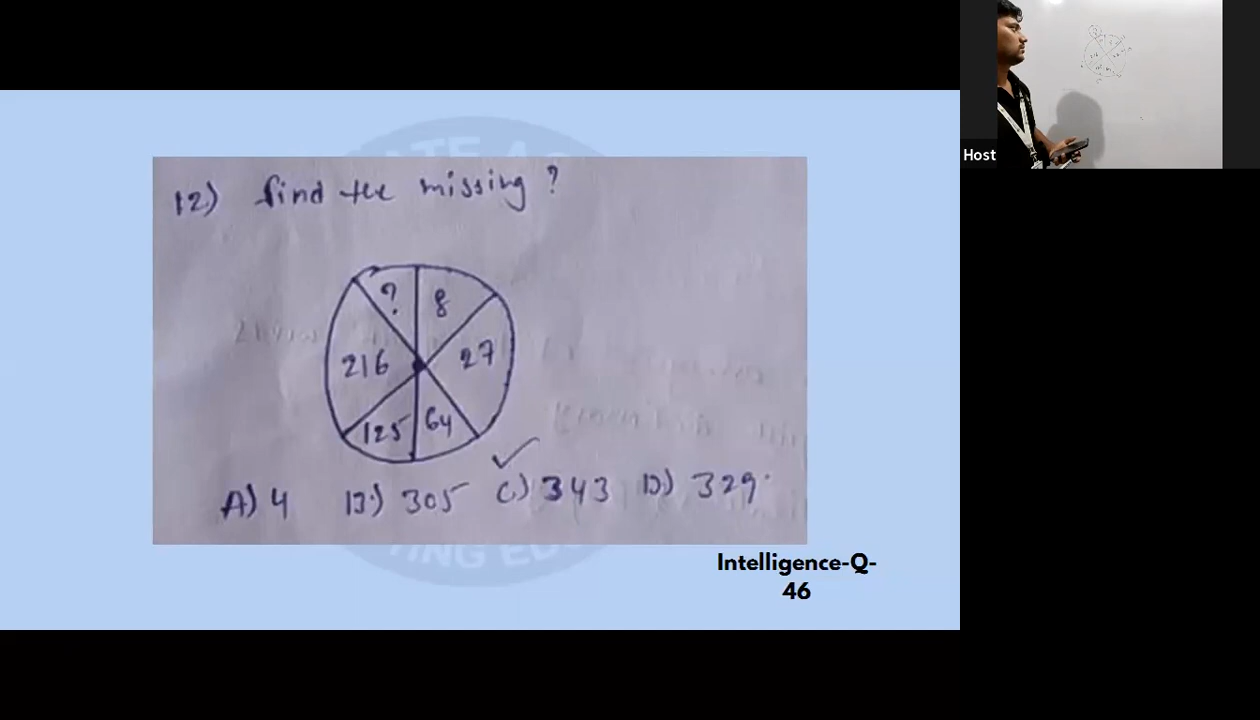 12) find the missing ?
? 8
216 27
125 64
A) 4 B.) 305 C.) 343 D.) 329.
Intelligence-Q-
46
Host